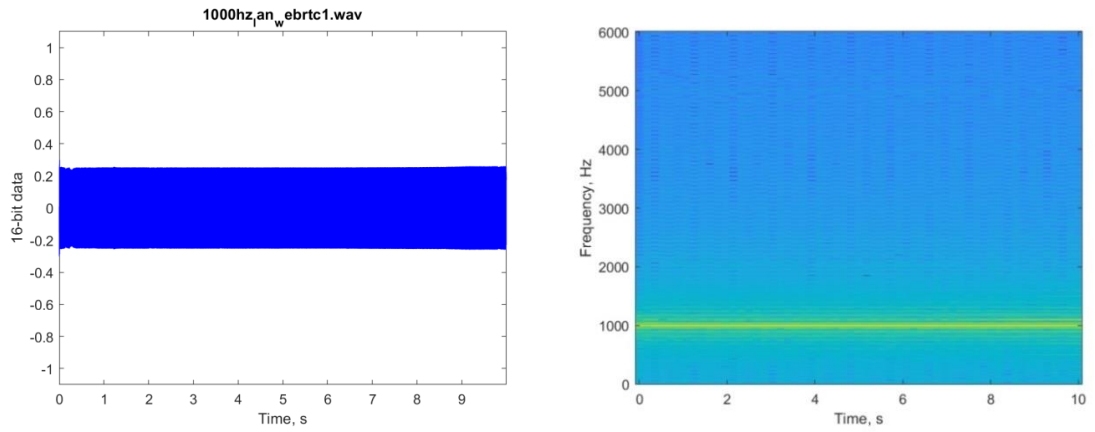 1000hz_lan_webrtc1.wav
1
0.8
0.6
0.4
0.2
0
-0.2
-0.4
-0.6
-0.8
-1
16-bit data
0 1 2 3 4 5 6 7 8 9
Time, s
6000
5000
4000
3000
2000
1000
0
Frequency, Hz
0 2 4 6 8 10
Time, s